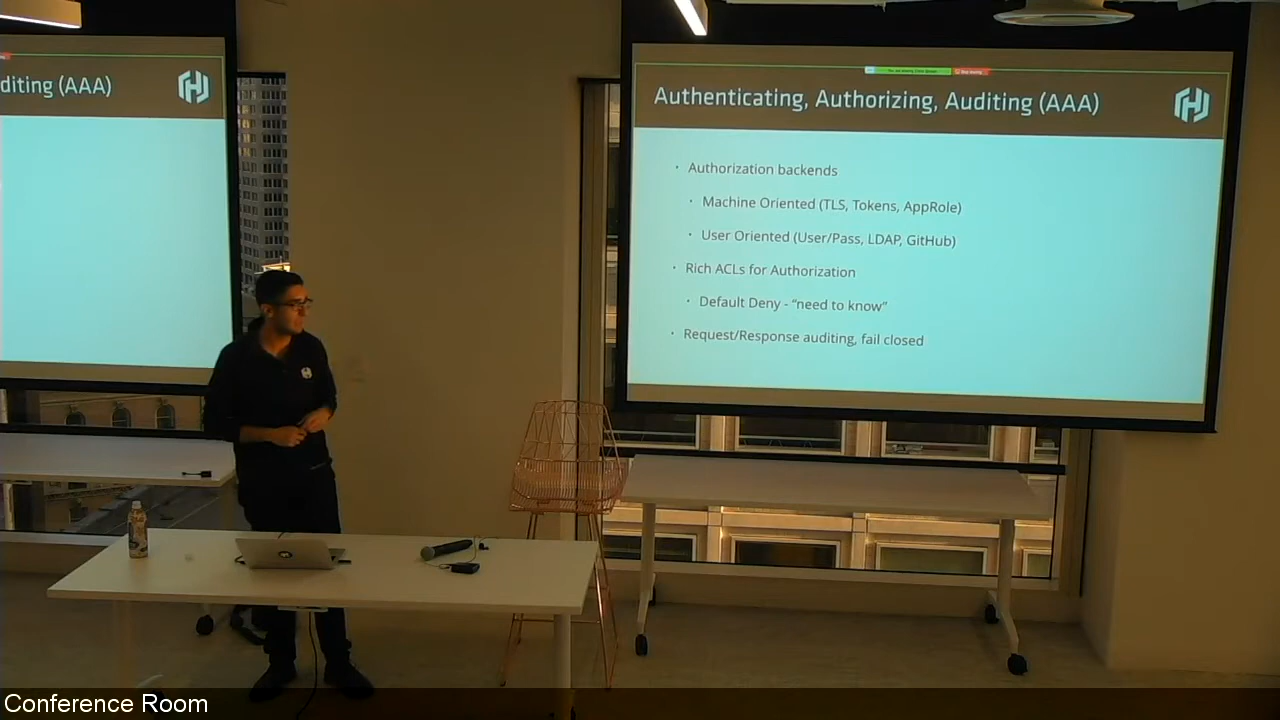 diting (AAA)
Authenticating, Authorizing, Auditing (AAA)
· Authorization backends
· Machine Oriented (TLS, Tokens, AppRole)
· User Oriented (User/Pass, LDAP, GitHub)
· Rich ACLs for Authorization
· Default Deny - “need to know”
· Request/Response auditing, fail closed
Conference Room